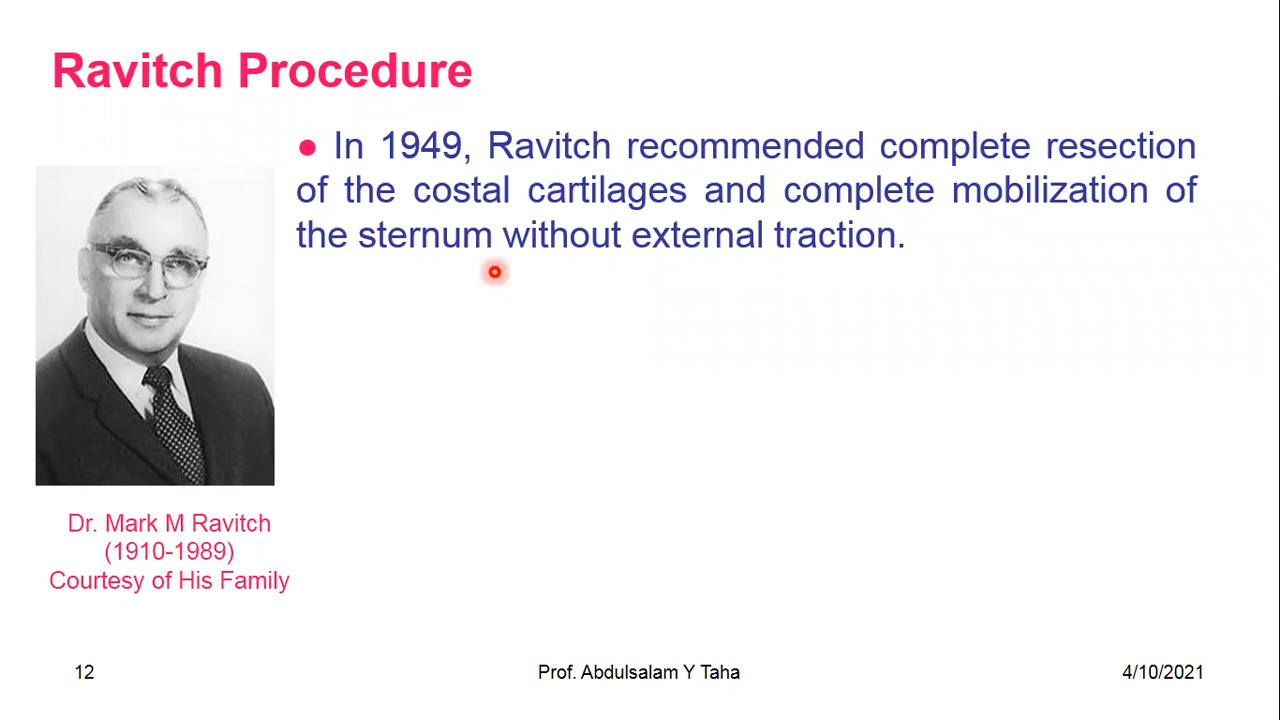 Ravitch Procedure
● In 1949, Ravitch recommended complete resection
of the costal cartilages and complete mobilization of
the sternum without external traction.
Dr. Mark M Ravitch
(1910-1989)
Courtesy of His Family
12
Prof. Abdulsalam Y Taha
4/10/2021